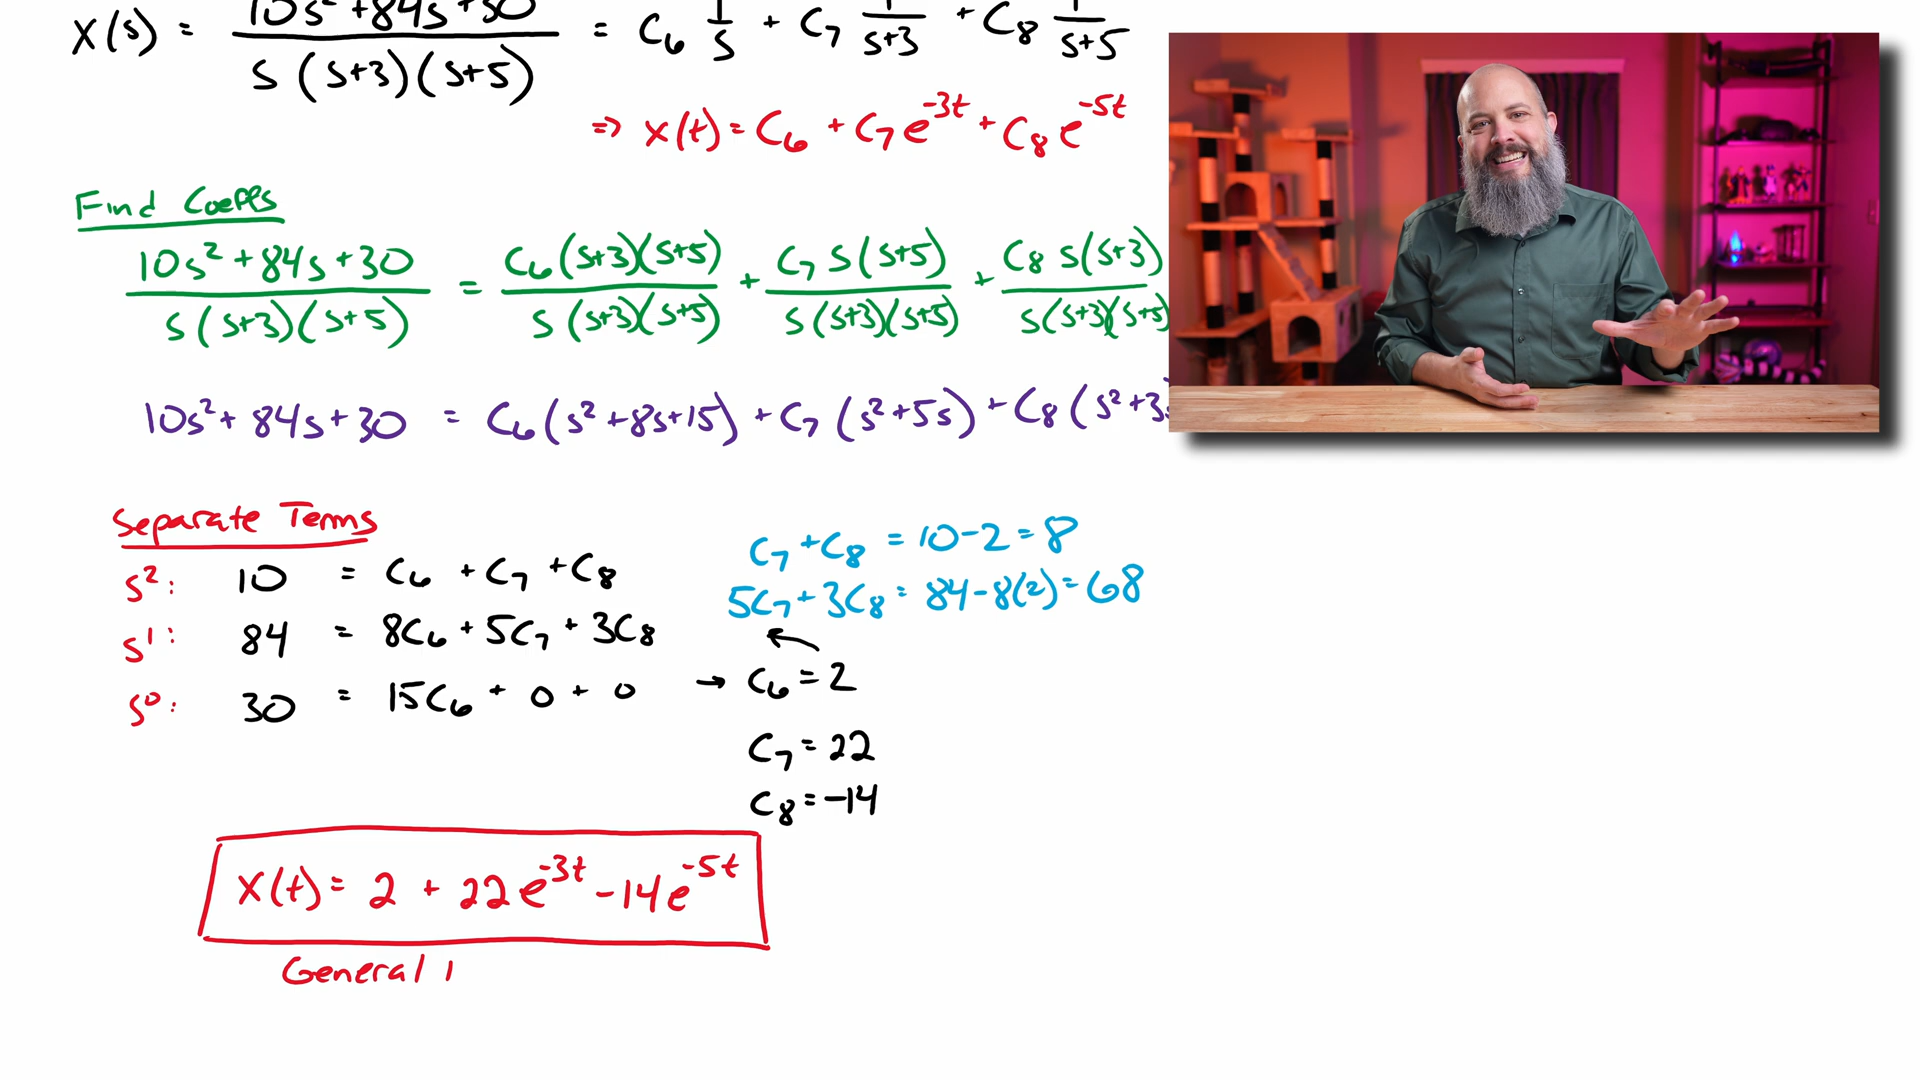 X(s) = 10s² + 84s + 30 / s(s+3)(s+5) = C₆ 1/s + C₇ 1/s+3 + C₈ 1/s+5
⇒ x(t) = C₆ + C₇e^-3t + C₈e^-5t
Find Coeffs
10s² + 84s + 30 / s(s+3)(s+5) = C₆(s+3)(s+5) / s(s+3)(s+5) + C₇ s(s+5) / s(s+3)(s+5) + C₈ s(s+3) / s(s+3)(s+5)
10s² + 84s + 30 = C₆(s² + 8s + 15) + C₇(s² + 5s) + C₈(s² + 3s
Separate Terms
s²: 10 = C₆ + C₇ + C₈
s¹: 84 = 8C₆ + 5C₇ + 3C₈
s⁰: 30 = 15C₆ + 0 + 0
C₇ + C₈ = 10 - 2 = 8
5C₇ + 3C₈ = 84 - 8(2) = 68
→ C₆ = 2
C₇ = 22
C₈ = -14
x(t) = 2 + 22e^-3t - 14e^-5t
General